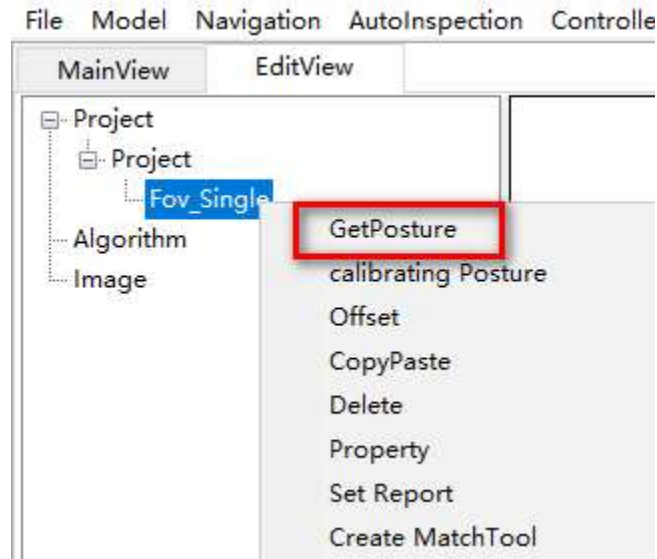 File Model Navigation AutoInspection Controlle
MainView EditView
Project
Project
Fov_Single
GetPosture
Algorithm
calibrating Posture
Image
Offset
CopyPaste
Delete
Property
Set Report
Create MatchTool